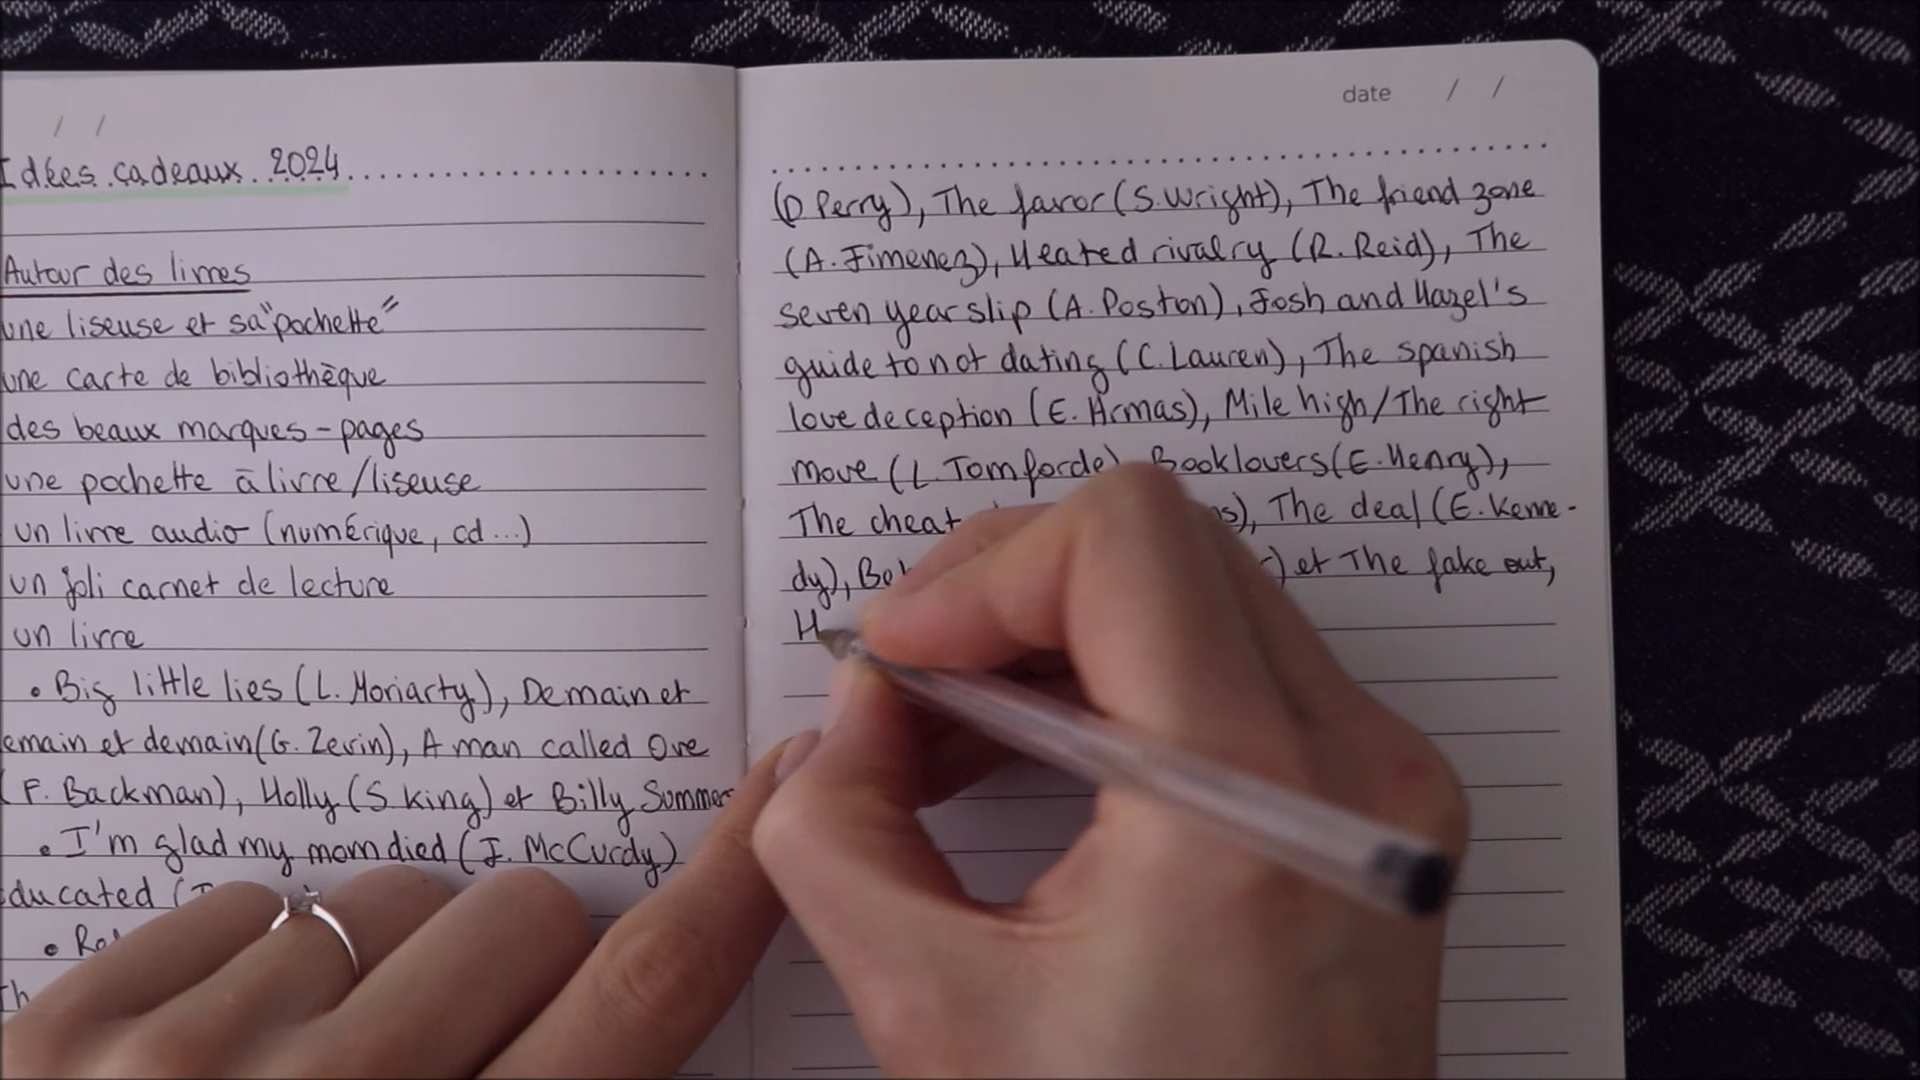 / /
Idées cadeaux 2024
Autour des livres
une liseuse et sa "pochette"
une carte de bibliothèque
des beaux marques-pages
une pochette à livre/liseuse
un livre audio (numérique, cd...)
un joli carnet de lecture
un livre
• Big little lies (L. Moriarty), Demain et
emain et demain (G. Zevin), A man called Ove
(F. Backman), Holly (S. King) et Billy Summers
• I'm glad my mom died (J. McCurdy)
ducated (
•
date / /
(D Perry), The favor (S. Wright), The friend zone
(A. Jimenez), Heated rivalry (R. Reid), The
seven year slip (A. Poston), Josh and Hazel's
guide to not dating (C. Lauren), The spanish
love deception (E. Armas), Mile high/The right
move (L. Tomforde), Booklovers (E. Henry),
The cheat s), The deal (E. Kenne-
dy), et The fake out,
H